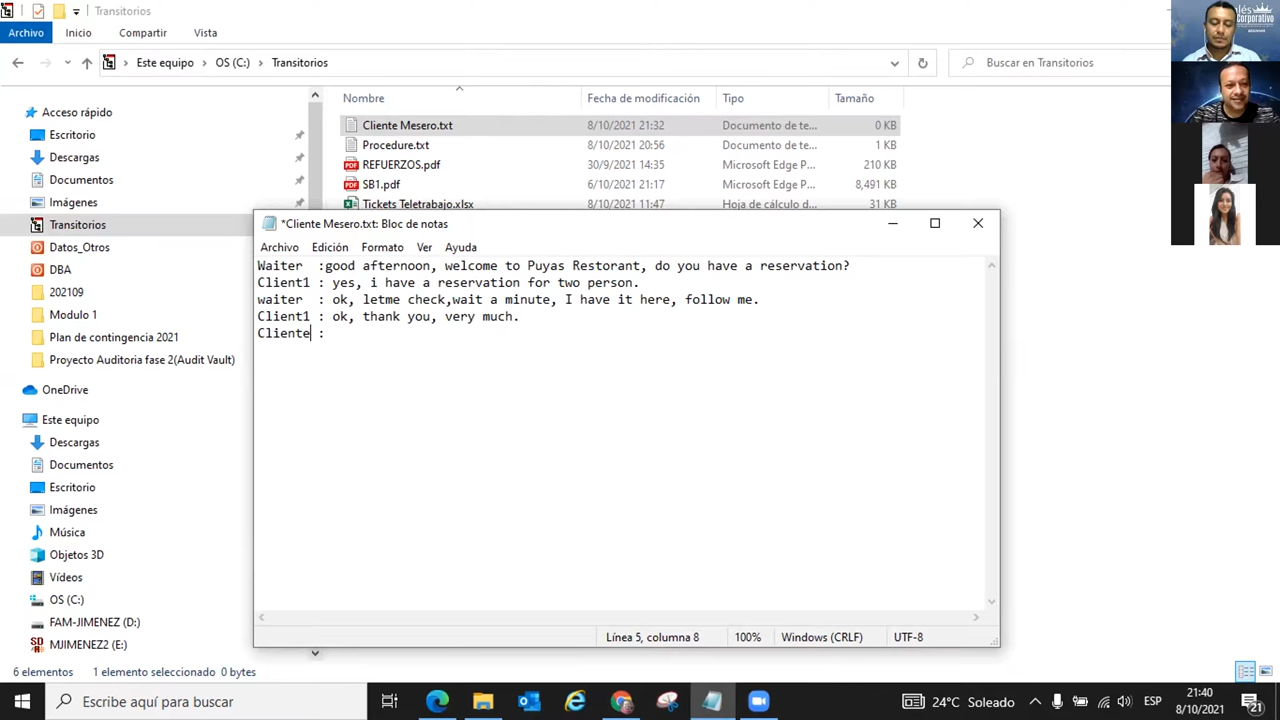 Transitorios
Archivo
Inicio
Compartir
Vista
Este equipo
OS (C:)
Transitorios
Buscar en Transitorios
Acceso rápido
Escritorio
Descargas
Documentos
Imágenes
Transitorios
Datos_Otros
DBA
202109
Modulo 1
Plan de contingencia 2021
Proyecto Auditoria fase 2(Audit Vault)
OneDrive
Este equipo
Descargas
Documentos
Escritorio
Imágenes
Música
Objetos 3D
Vídeos
OS (C:)
FAM-JIMENEZ (D:)
MJIMENEZ2 (E:)
Nombre Fecha de modificación Tipo Tamaño
Cliente Mesero.txt 8/10/2021 21:32 Documento de te... 0 KB
Procedure.txt 8/10/2021 20:56 Documento de te... 1 KB
REFUERZOS.pdf 30/9/2021 14:35 Microsoft Edge P... 210 KB
SB1.pdf 6/10/2021 21:17 Microsoft Edge P... 8,491 KB
Tickets Teletrabajo.xlsx 8/10/2021 11:47 Hoja de cálculo d... 31 KB
*Cliente Mesero.txt: Bloc de notas
Archivo Edición Formato Ver Ayuda
Waiter :good afternoon, welcome to Puyas Restorant, do you have a reservation?
Client1 : yes, i have a reservation for two person.
waiter : ok, letme check,wait a minute, I have it here, follow me.
Client1 : ok, thank you, very much.
Cliente :
Línea 5, columna 8 100% Windows (CRLF) UTF-8
6 elementos 1 elemento seleccionado 0 bytes
Escribe aquí para buscar
24°C Soleado
ESP
21:40
8/10/2021
21
Corporativo